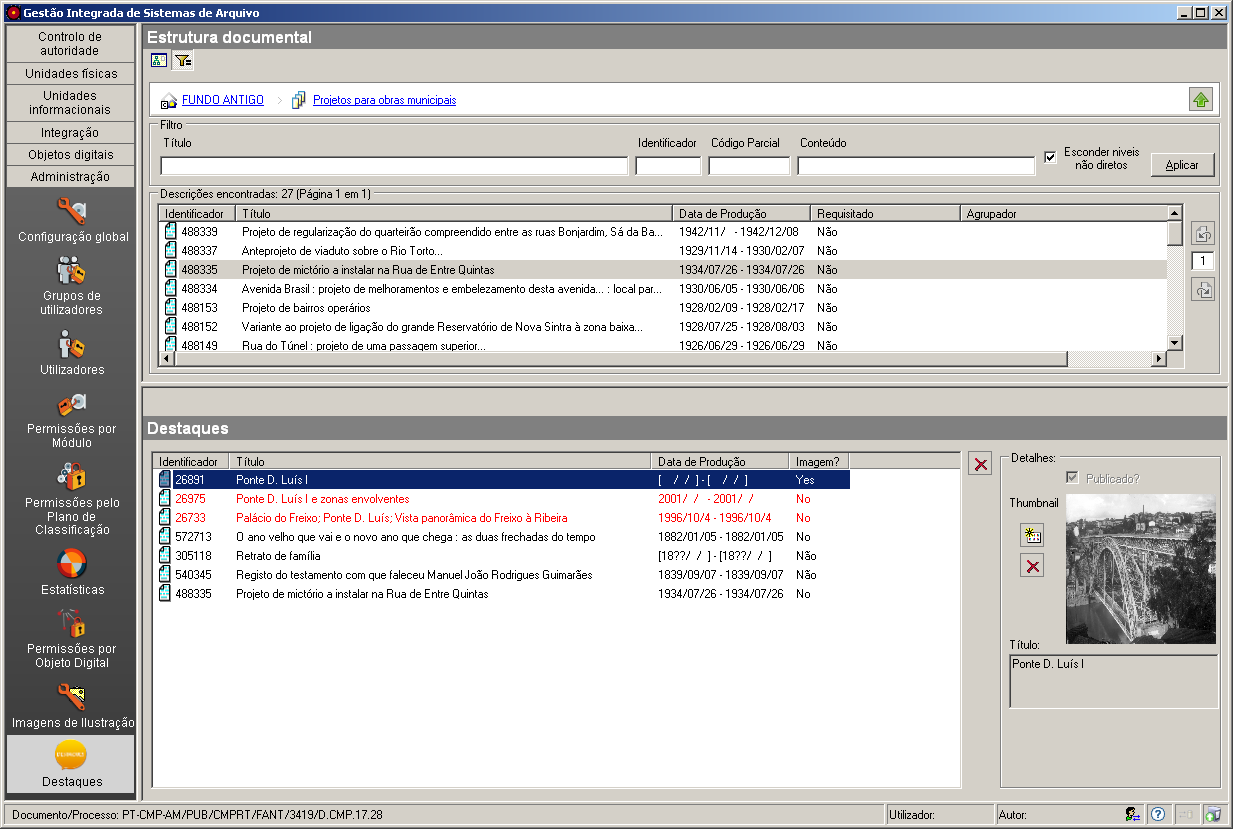 Gestão Integrada de Sistemas de Arquivo
Controlo de
autoridade
Unidades físicas
Unidades
informacionais
Integração
Objetos digitais
Administração
Configuração global
Grupos de
utilizadores
Utilizadores
Permissões por
Módulo
Permissões pelo
Plano de
Classificação
Estatísticas
Permissões por
Objeto Digital
Imagens de Ilustração
Destaques
Estrutura documental
FUNDO ANTIGO Projetos para obras municipais
Filtro
Título Identificador Código Parcial Conteúdo
Esconder níveis
não diretos
Aplicar
Descrições encontradas: 27 (Página 1 em 1)
Identificador Título Data de Produção Requisitado Agrupador
488339 Projeto de regularização do quarteirão compreendido entre as ruas Bonjardim, Sá da Ba... 1942/11/ - 1942/12/08 Não
488337 Anteprojeto de viaduto sobre o Rio Torto... 1929/11/14 - 1930/02/07 Não
488335 Projeto de mictório a instalar na Rua de Entre Quintas 1934/07/26 - 1934/07/26 Não
488334 Avenida Brasil : projeto de melhoramentos e embelezamento desta avenida... : local par... 1930/06/05 - 1930/06/06 Não
488153 Projeto de bairros operários 1928/02/09 - 1928/02/17 Não
488152 Variante ao projeto de ligação do grande Reservatório de Nova Sintra à zona baixa... 1928/07/25 - 1928/08/03 Não
488149 Rua do Túnel : projeto de uma passagem superior... 1926/06/29 - 1926/06/29 Não
1
Destaques
Identificador Título Data de Produção Imagem?
26891 Ponte D. Luís I [ / / ] - [ / / ] Yes
26975 Ponte D. Luís I e zonas envolventes 2001/ / - 2001/ / No
26733 Palácio do Freixo; Ponte D. Luís; Vista panorâmica do Freixo à Ribeira 1996/10/4 - 1996/10/4 No
572713 O ano velho que vai e o novo ano que chega : as duas frechadas do tempo 1882/01/05 - 1882/01/05 No
305118 Retrato de família [18??/ / ] - [18??/ / ] Não
540345 Registo do testamento com que faleceu Manuel João Rodrigues Guimarães 1839/09/07 - 1839/09/07 Não
488335 Projeto de mictório a instalar na Rua de Entre Quintas 1934/07/26 - 1934/07/26 No
Detalhes:
Publicado?
Thumbnail
Título:
Ponte D. Luís I
Documento/Processo: PT-CMP-AM/PUB/CMPRT/FANT/3419/D.CMP.17.28 Utilizador: Autor: